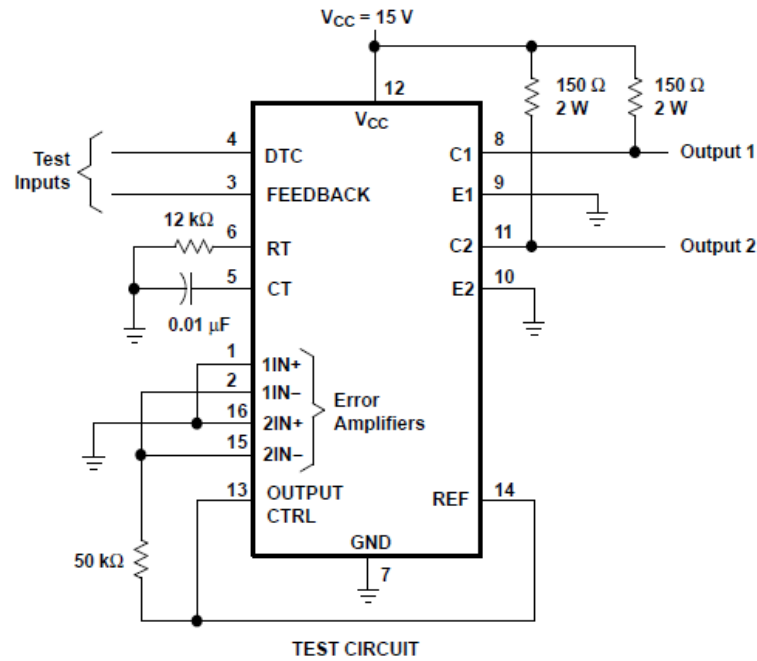 VCC = 15 V
12
VCC
150 Ω
2 W
150 Ω
2 W
Test
Inputs
4
DTC
3
FEEDBACK
12 kΩ
6
RT
5
CT
0.01 μF
1
1IN+
2
1IN–
16
2IN+
15
2IN–
Error
Amplifiers
13
OUTPUT
CTRL
50 kΩ
C1
8
Output 1
E1
9
C2
11
Output 2
E2
10
REF
14
GND
7
TEST CIRCUIT